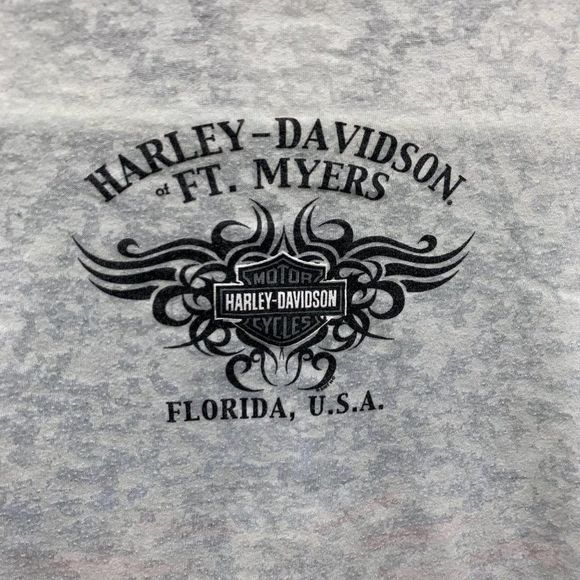 HARLEY-DAVIDSON.
of FT. MYERS
MOTOR
HARLEY-DAVIDSON
CYCLES
FLORIDA, U.S.A.